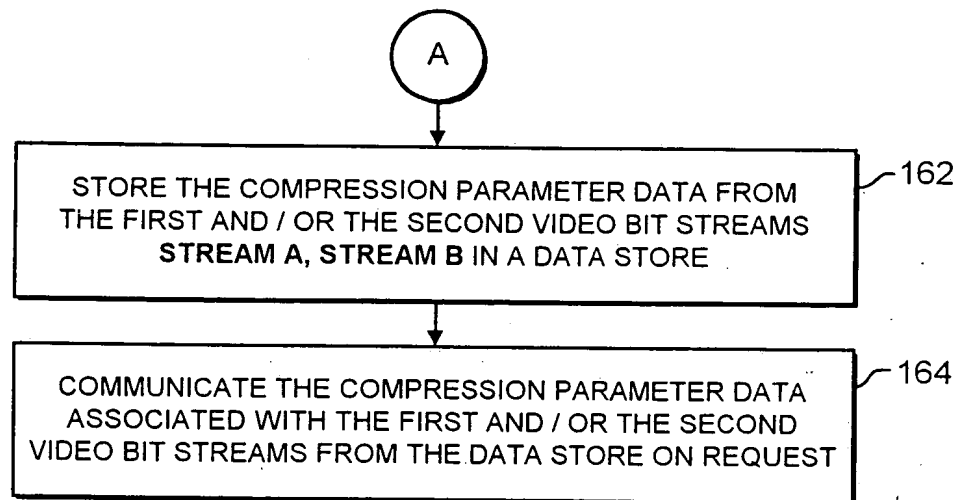 A
STORE THE COMPRESSION PARAMETER DATA FROM
THE FIRST AND / OR THE SECOND VIDEO BIT STREAMS
STREAM A, STREAM B IN A DATA STORE
162
COMMUNICATE THE COMPRESSION PARAMETER DATA
ASSOCIATED WITH THE FIRST AND / OR THE SECOND
VIDEO BIT STREAMS FROM THE DATA STORE ON REQUEST
164